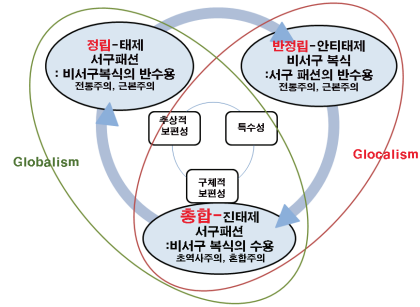 정립-태제
서구패션
: 비서구복식의 반수용
전통주의, 근본주의
반정립-안티태제
비서구 복식
:서구 패션의 반수용
전통주의, 근본주의
추상적
보편성
특수성
Globalism
Glocalism
구체적
보편성
총합-진태제
서구패션
:비서구 복식의 수용
초역사주의, 혼합주의